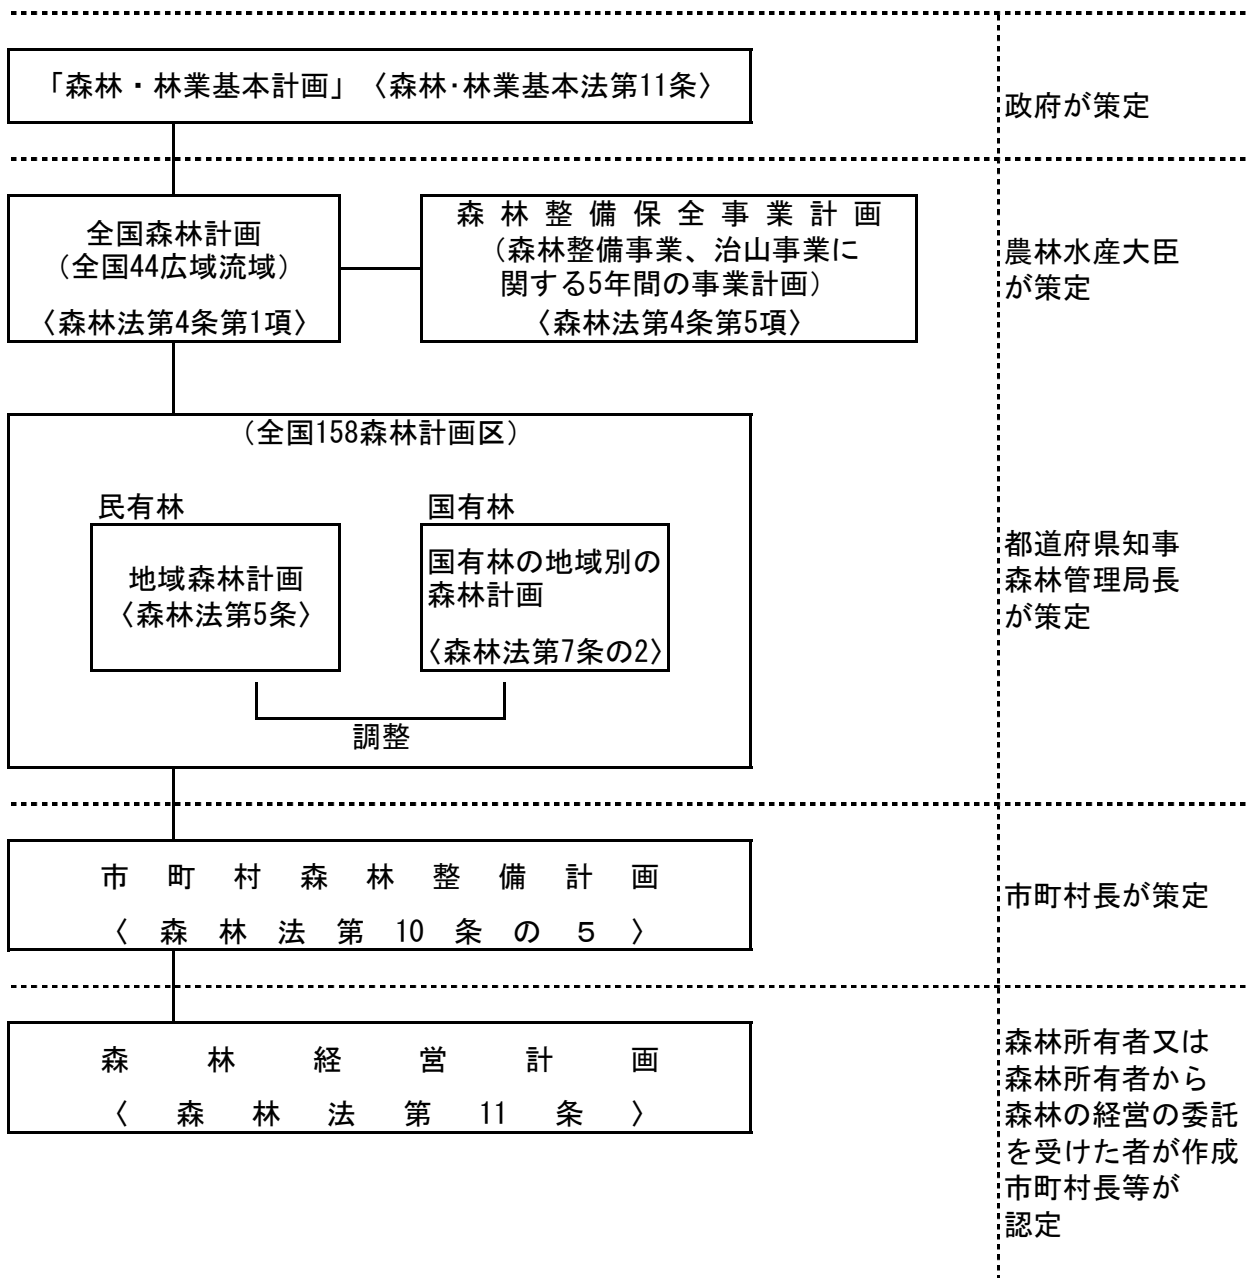 「森林・林業基本計画」〈森林・林業基本法第11条〉
政府が策定
全国森林計画
（全国44広域流域）
〈森林法第4条第1項〉
森林整備保全事業計画
（森林整備事業、治山事業に
関する5年間の事業計画）
〈森林法第4条第5項〉
農林水産大臣
が策定
（全国158森林計画区）
民有林
地域森林計画
〈森林法第5条〉
国有林
国有林の地域別の
森林計画
〈森林法第7条の2〉
調整
都道府県知事
森林管理局長
が策定
市町村森林整備計画
〈森林法第10条の５〉
市町村長が策定
森林経営計画
〈森林法第11条〉
森林所有者又は
森林所有者から
森林の経営の委託
を受けた者が作成
市町村長等が
認定